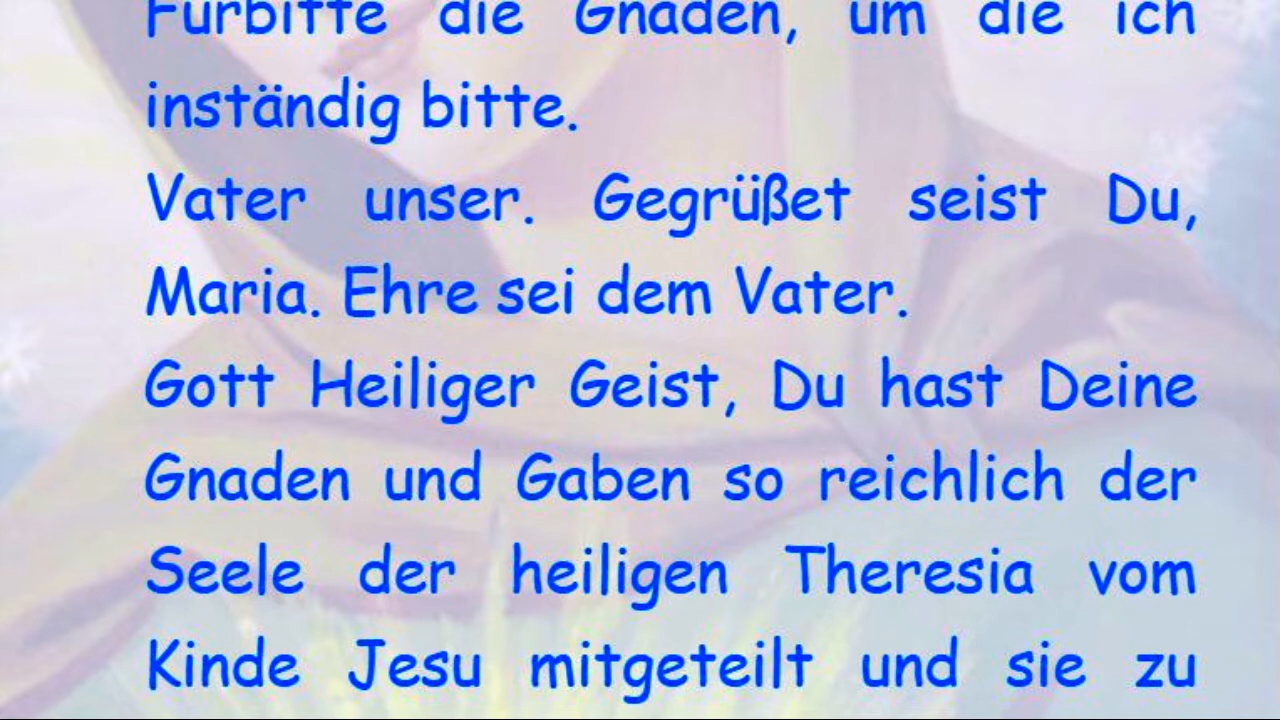 Fürbitte die Gnaden, um die ich
inständig bitte.
Vater unser. Gegrüßet seist Du,
Maria. Ehre sei dem Vater.
Gott Heiliger Geist, Du hast Deine
Gnaden und Gaben so reichlich der
Seele der heiligen Theresia vom
Kinde Jesu mitgeteilt und sie zu